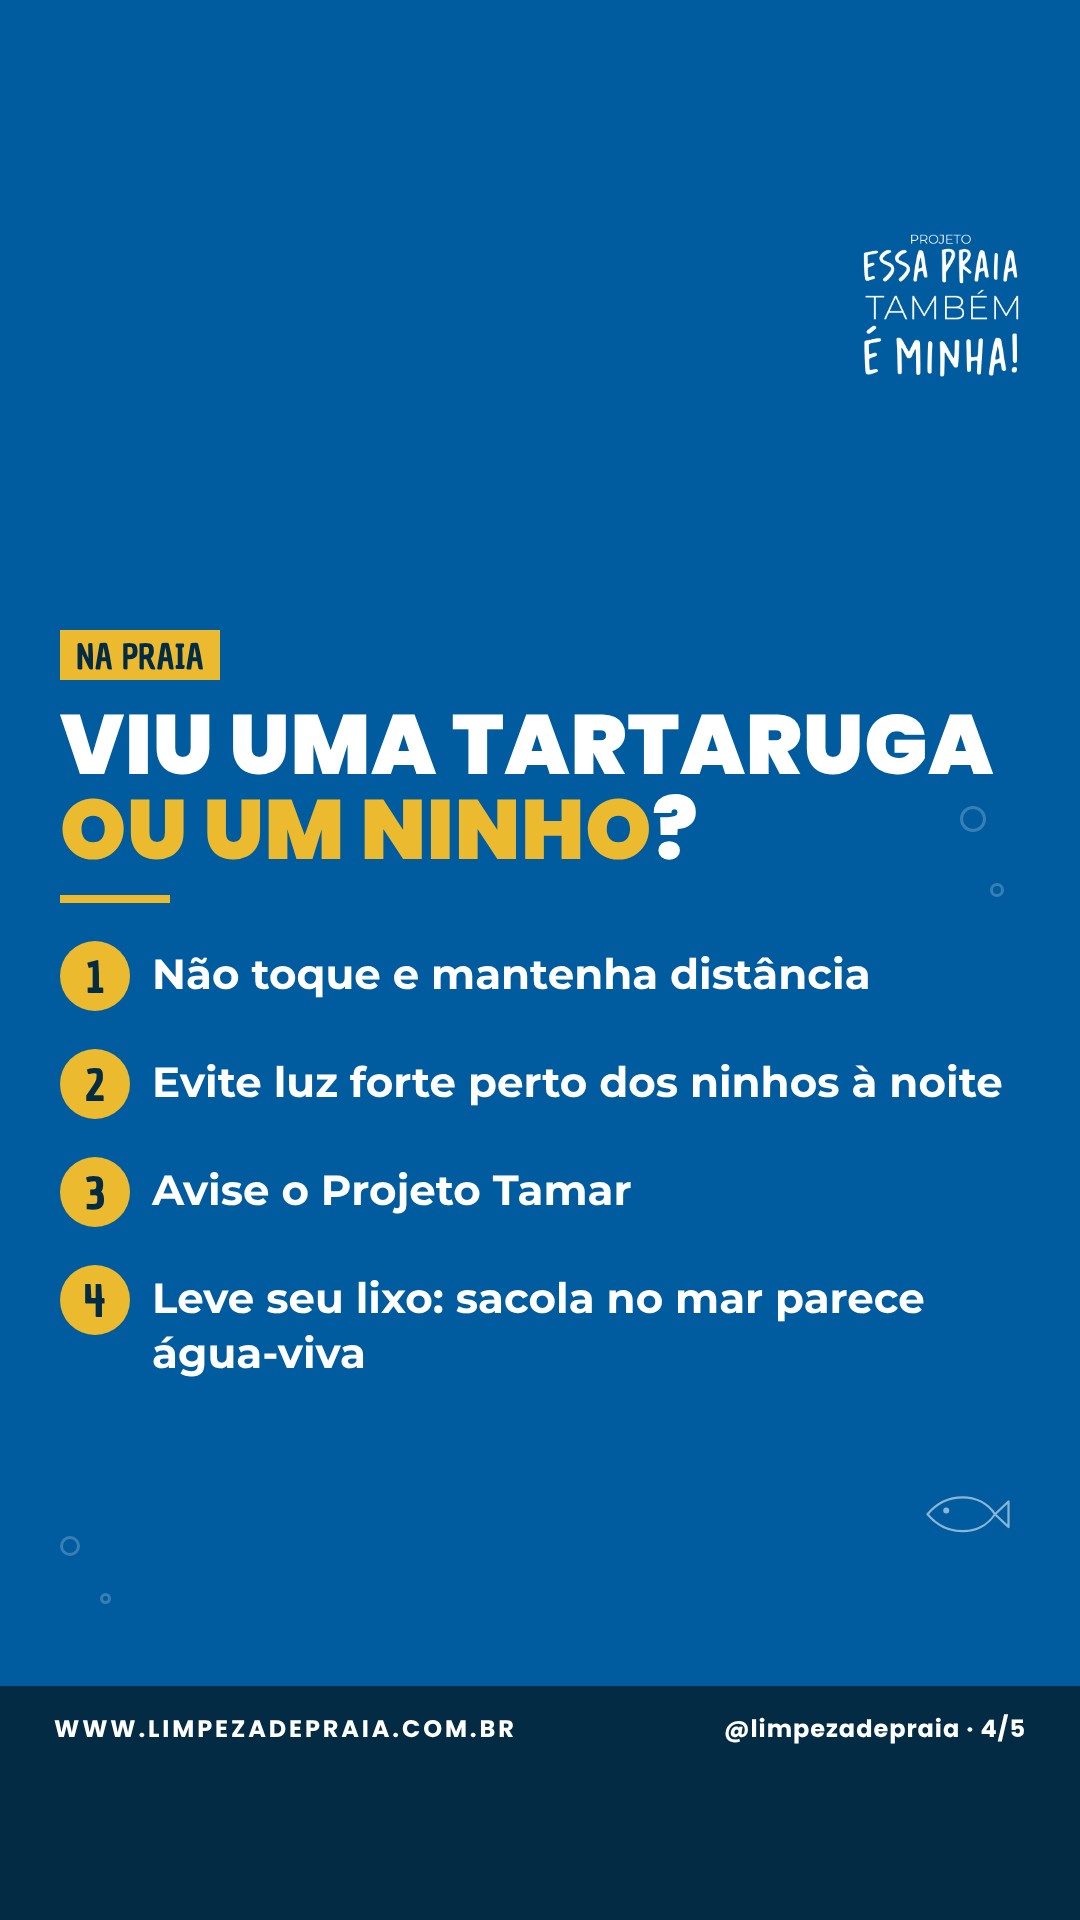 PROJETO
ESSA PRAIA
TAMBÉM
É MINHA!
NA PRAIA
VIU UMA TARTARUGA
OU UM NINHO?
1 Não toque e mantenha distância
2 Evite luz forte perto dos ninhos à noite
3 Avise o Projeto Tamar
4 Leve seu lixo: sacola no mar parece
água-viva
WWW.LIMPEZADEPRAIA.COM.BR
@limpezadepraia · 4/5